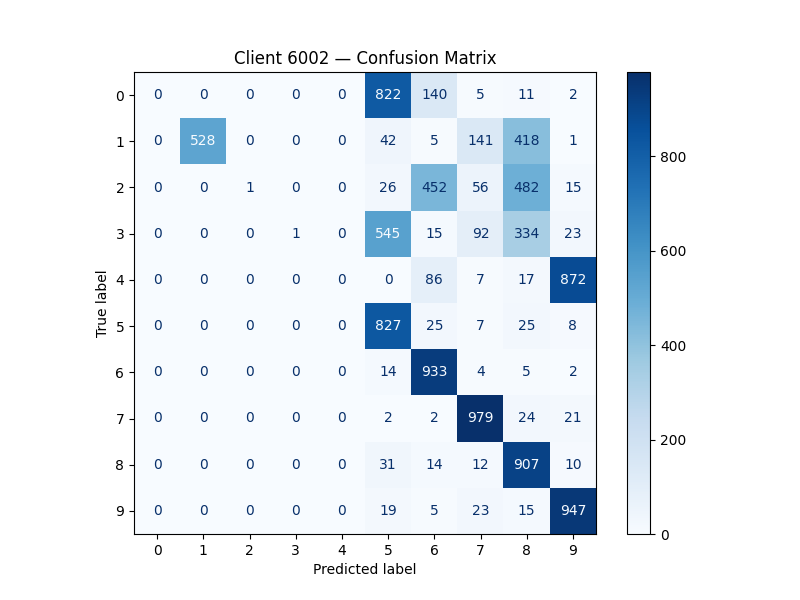 Client 6002 — Confusion Matrix
True label
0 0 0 0 0 0 822 140 5 11 2
1 0 528 0 0 0 42 5 141 418 1
2 0 0 1 0 0 26 452 56 482 15
3 0 0 0 1 0 545 15 92 334 23
4 0 0 0 0 0 0 86 7 17 872
5 0 0 0 0 0 827 25 7 25 8
6 0 0 0 0 0 14 933 4 5 2
7 0 0 0 0 0 2 2 979 24 21
8 0 0 0 0 0 31 14 12 907 10
9 0 0 0 0 0 19 5 23 15 947
0 1 2 3 4 5 6 7 8 9
Predicted label
800
600
400
200
0